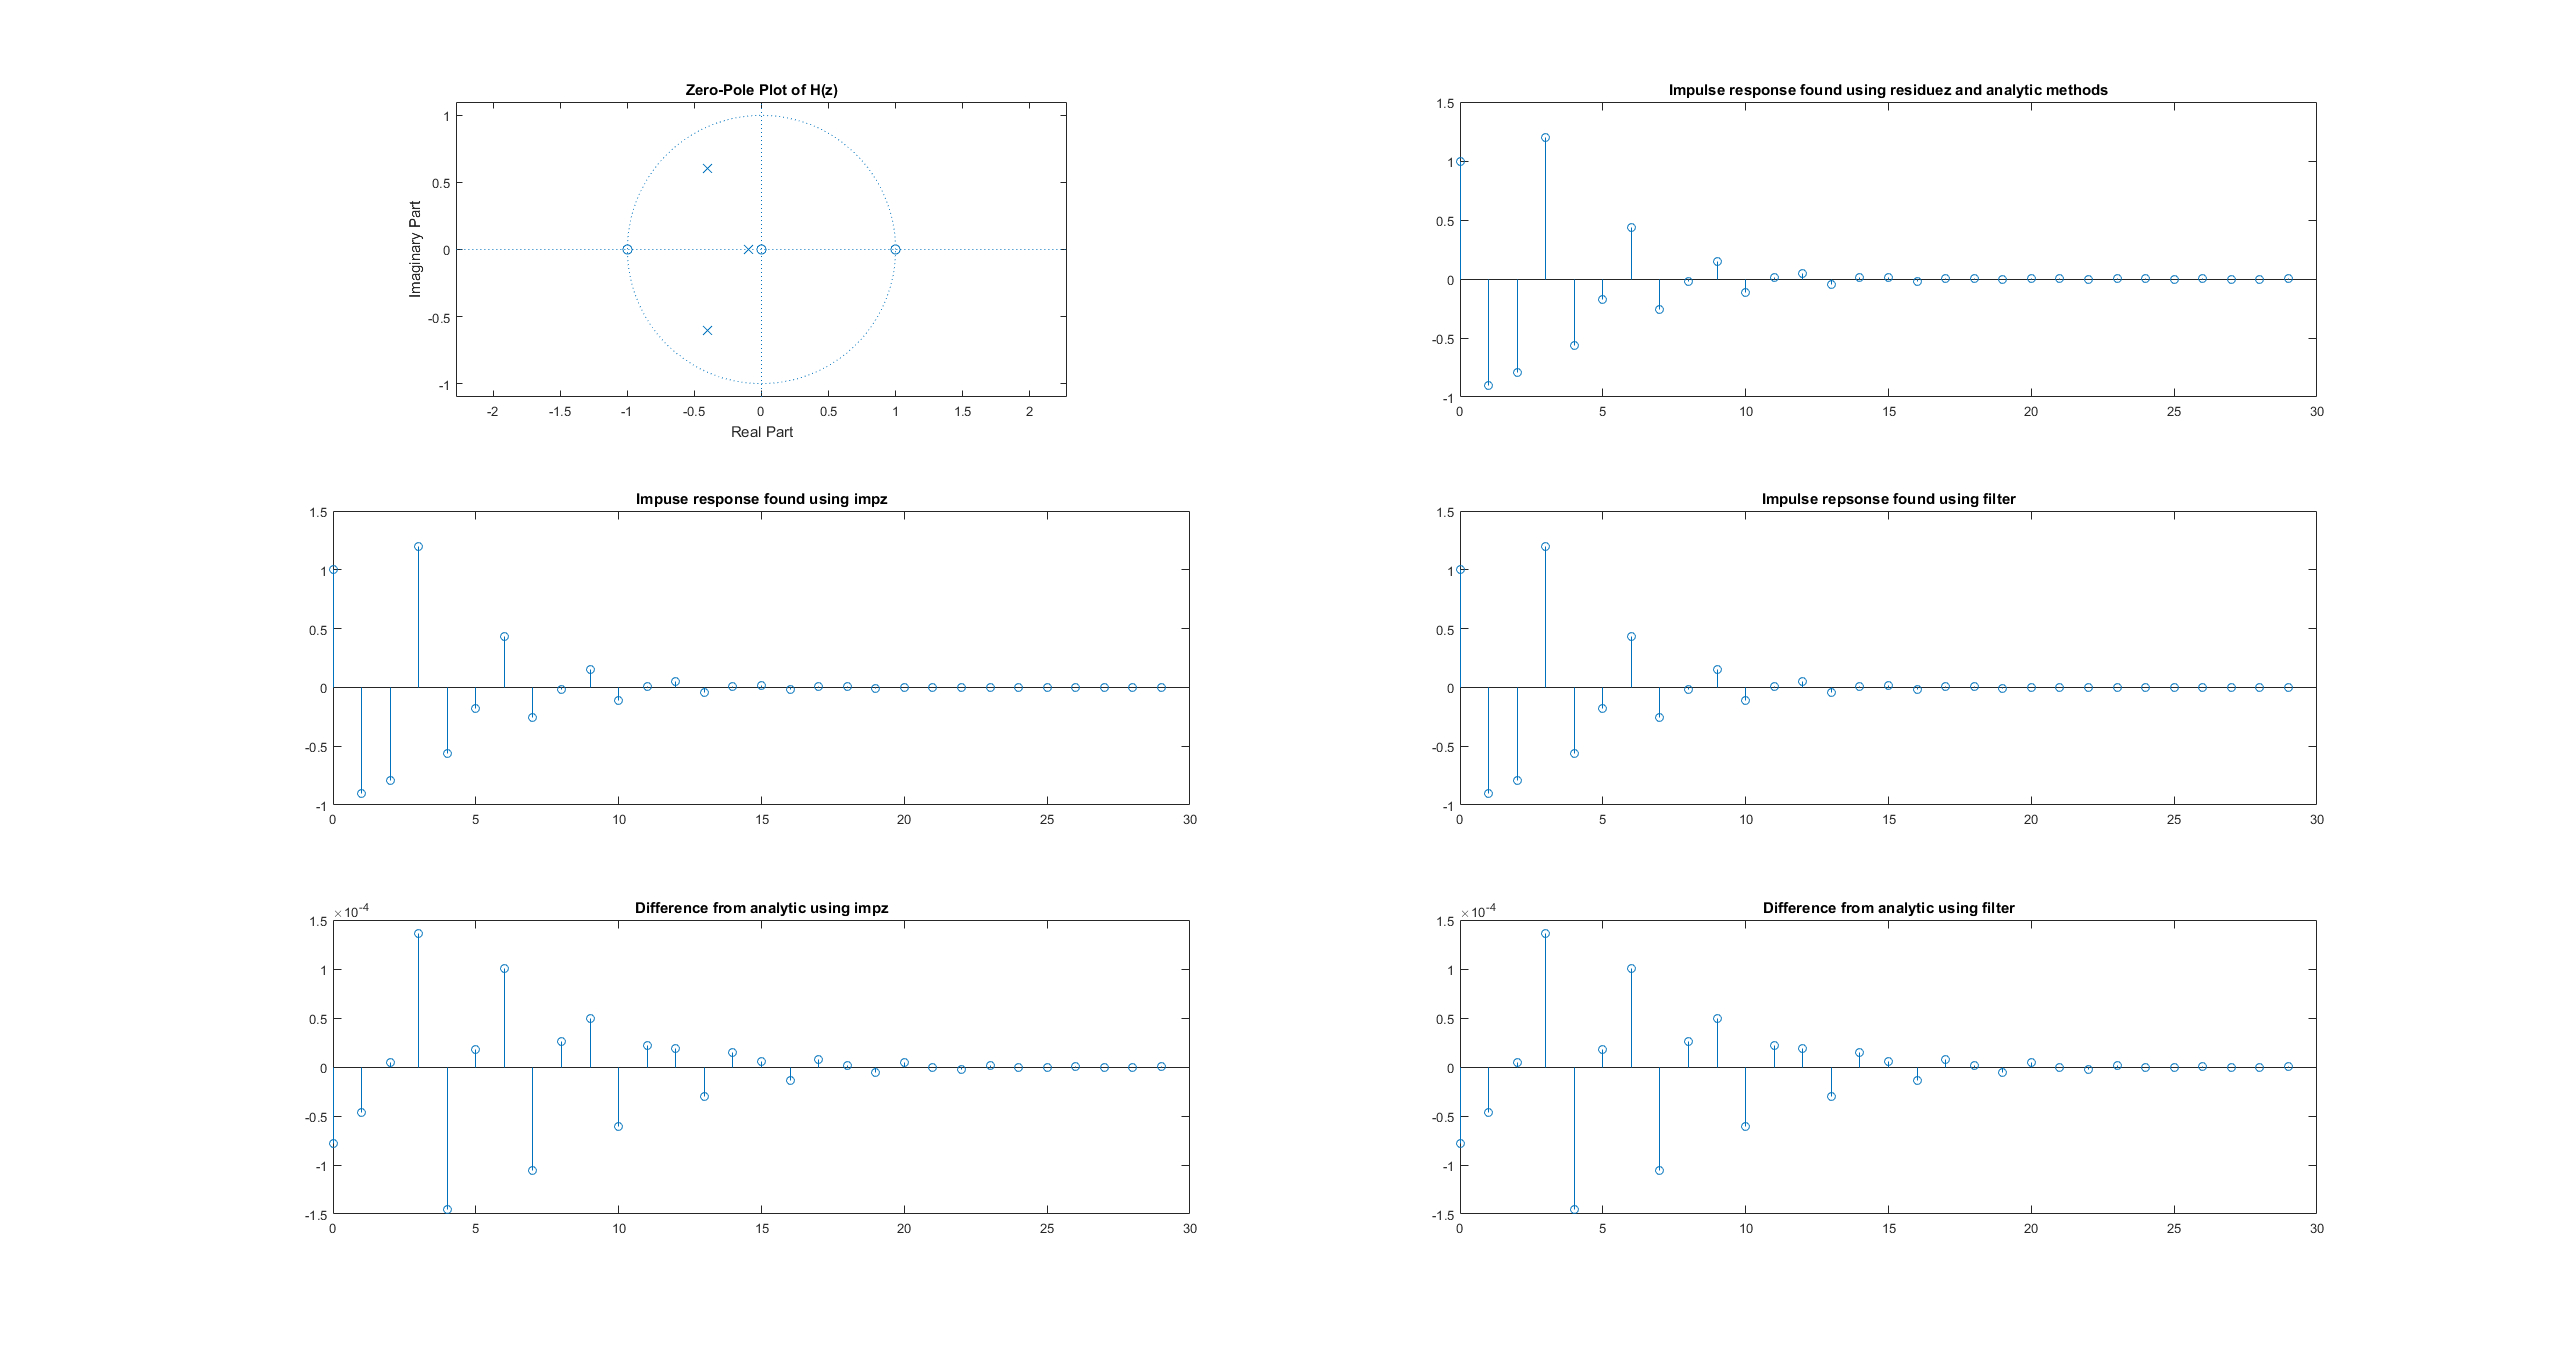 Zero-Pole Plot of H(z)
1
0.5
0
-0.5
-1
Imaginary Part
-2 -1.5 -1 -0.5 0 0.5 1 1.5 2
Real Part
Impulse response found using residuez and analytic methods
1.5
1
0.5
0
-0.5
-1
0 5 10 15 20 25 30
Impuse response found using impz
1.5
1
0.5
0
-0.5
-1
0 5 10 15 20 25 30
Impulse repsonse found using filter
1.5
1
0.5
0
-0.5
-1
0 5 10 15 20 25 30
Difference from analytic using impz
×10-4
1.5
1
0.5
0
-0.5
-1
-1.5
0 5 10 15 20 25 30
Difference from analytic using filter
×10-4
1.5
1
0.5
0
-0.5
-1
-1.5
0 5 10 15 20 25 30